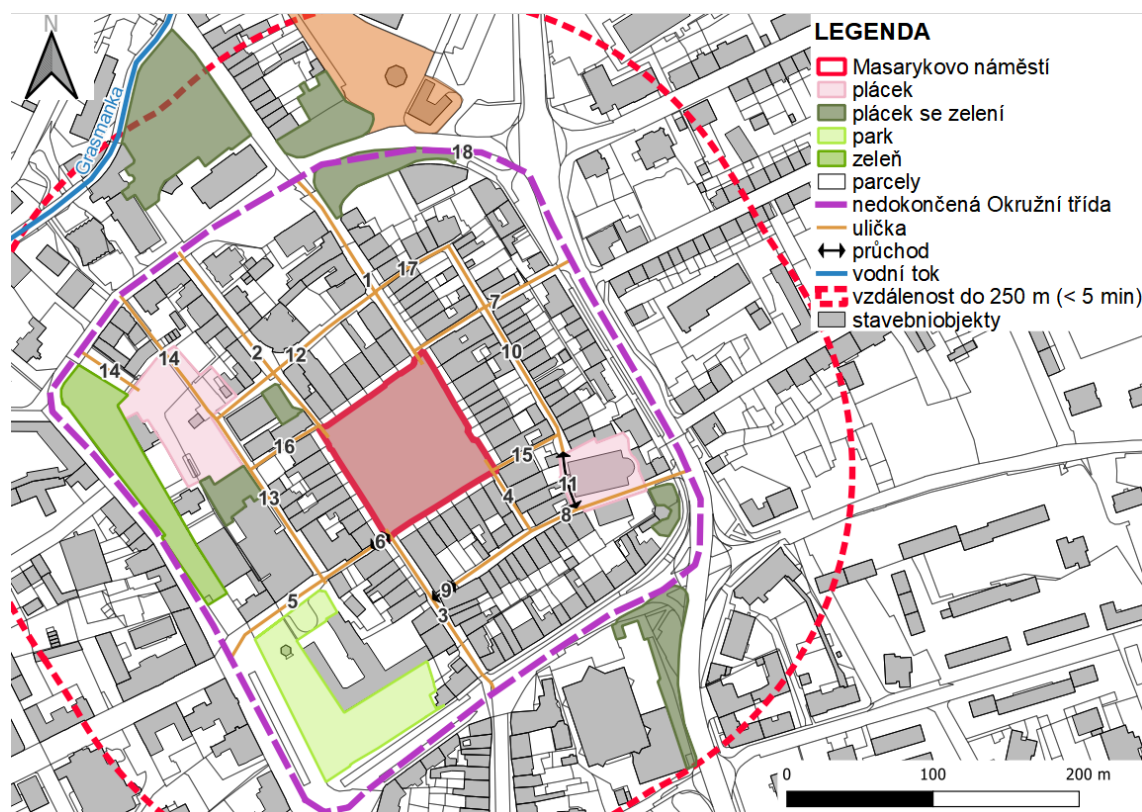 N
Grasmanka
LEGENDA
Masarykovo náměstí
plácek
plácek se zelení
park
zeleň
parcely
nedokončená Okružní třída
ulička
průchod
vodní tok
vzdálenost do 250 m (< 5 min)
stavebniobjekty
18
17
1
7
2
12
10
14
14
16
15
11
13
4
8
6
9
5
3
0 100 200 m